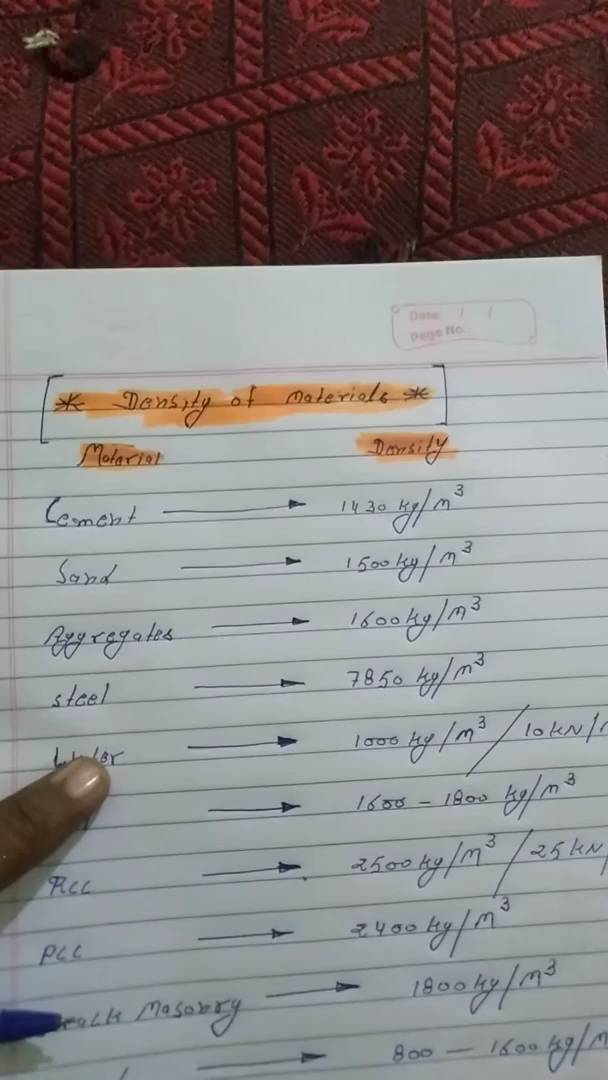 Date: / /
Page No.:
* Density of Materials *
Material Density
Cement → 1430 kg/m³
Sand → 1500 kg/m³
Aggregates → 1600 kg/m³
steel → 7850 kg/m³
→ 1000 kg/m³ / 10 kN/
→ 1600 - 1800 kg/m³
RCC → 2500 kg/m³ / 25 kN
PCC → 2400 kg/m³
Masonry → 1800 kg/m³
→ 800 - 1600 kg/m